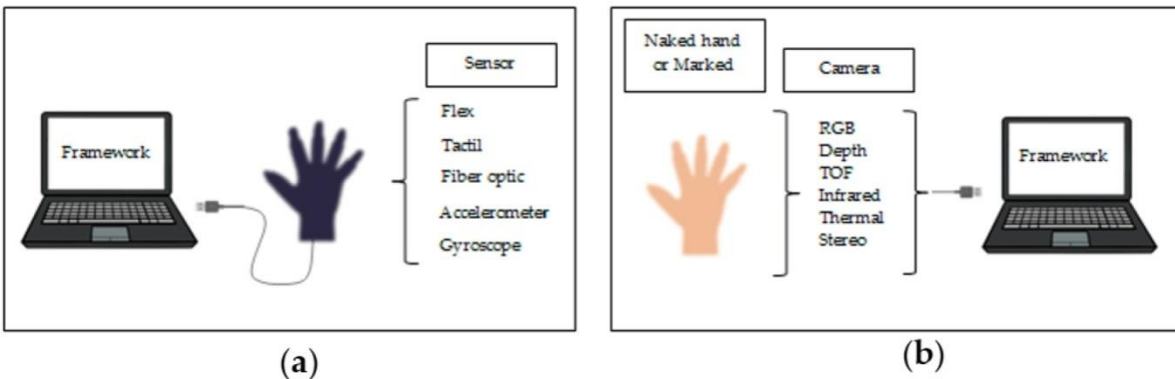 Framework
Sensor
Flex
Tactil
Fiber optic
Accelerometer
Gyroscope
(a)
Naked hand
or Marked
Camera
RGB
Depth
TOF
Infrared
Thermal
Stereo
Framework
(b)